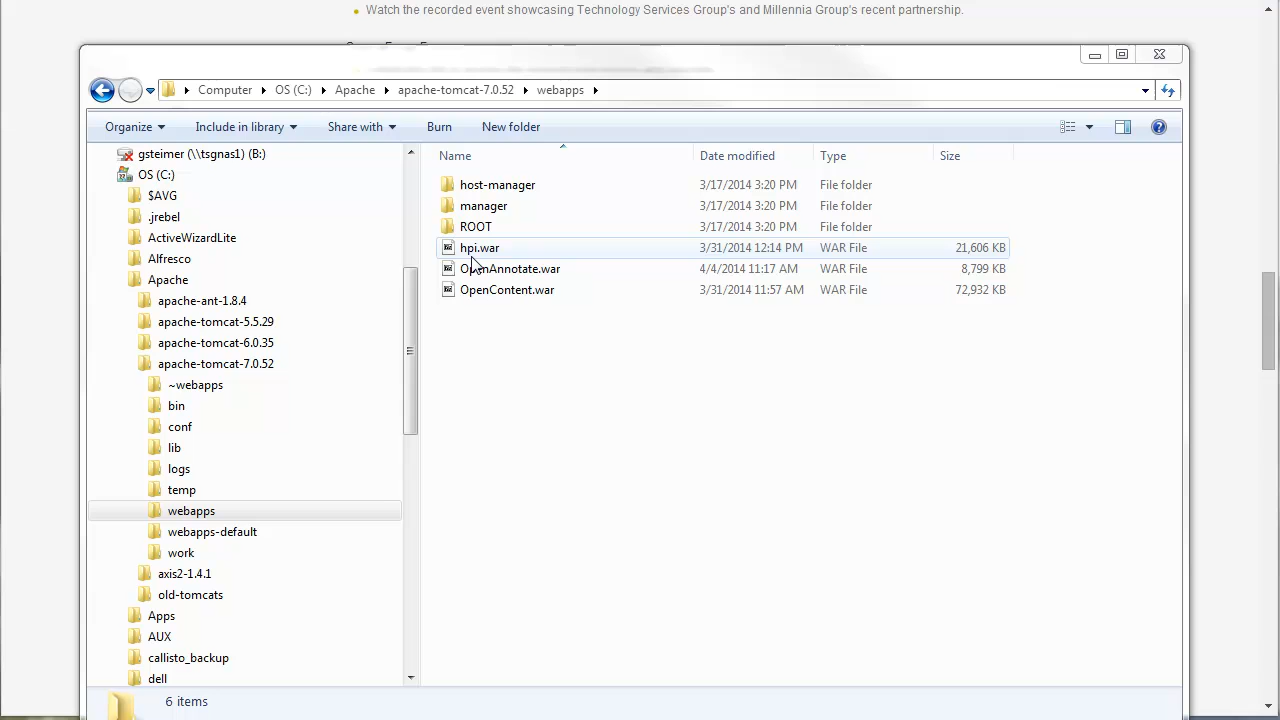 Watch the recorded event showcasing Technology Services Group's and Millennia Group's recent partnership.
Computer OS (C:) Apache apache-tomcat-7.0.52 webapps
Organize Include in library Share with Burn New folder
gsteimer (\\tsgnas1) (B:)
OS (C:)
$AVG
.jrebel
ActiveWizardLite
Alfresco
Apache
apache-ant-1.8.4
apache-tomcat-5.5.29
apache-tomcat-6.0.35
apache-tomcat-7.0.52
~webapps
bin
conf
lib
logs
temp
webapps
webapps-default
work
axis2-1.4.1
old-tomcats
Apps
AUX
callisto_backup
dell
Name Date modified Type Size
host-manager 3/17/2014 3:20 PM File folder
manager 3/17/2014 3:20 PM File folder
ROOT 3/17/2014 3:20 PM File folder
hpi.war 3/31/2014 12:14 PM WAR File 21,606 KB
OpenAnnotate.war 4/4/2014 11:17 AM WAR File 8,799 KB
OpenContent.war 3/31/2014 11:57 AM WAR File 72,932 KB
6 items